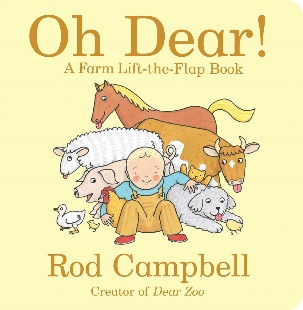 Oh Dear!
A Farm Lift-the-Flap Book
Rod Campbell
Creator of Dear Zoo